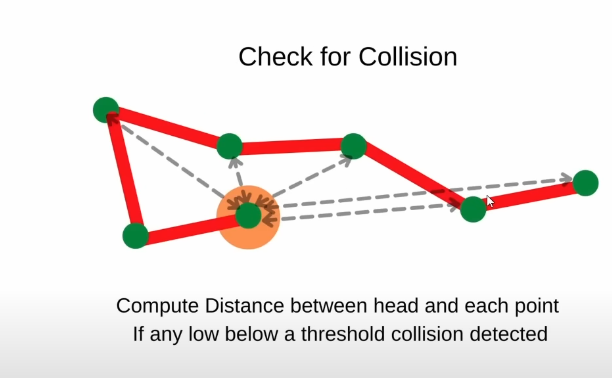 Check for Collision
Compute Distance between head and each point
If any low below a threshold collision detected